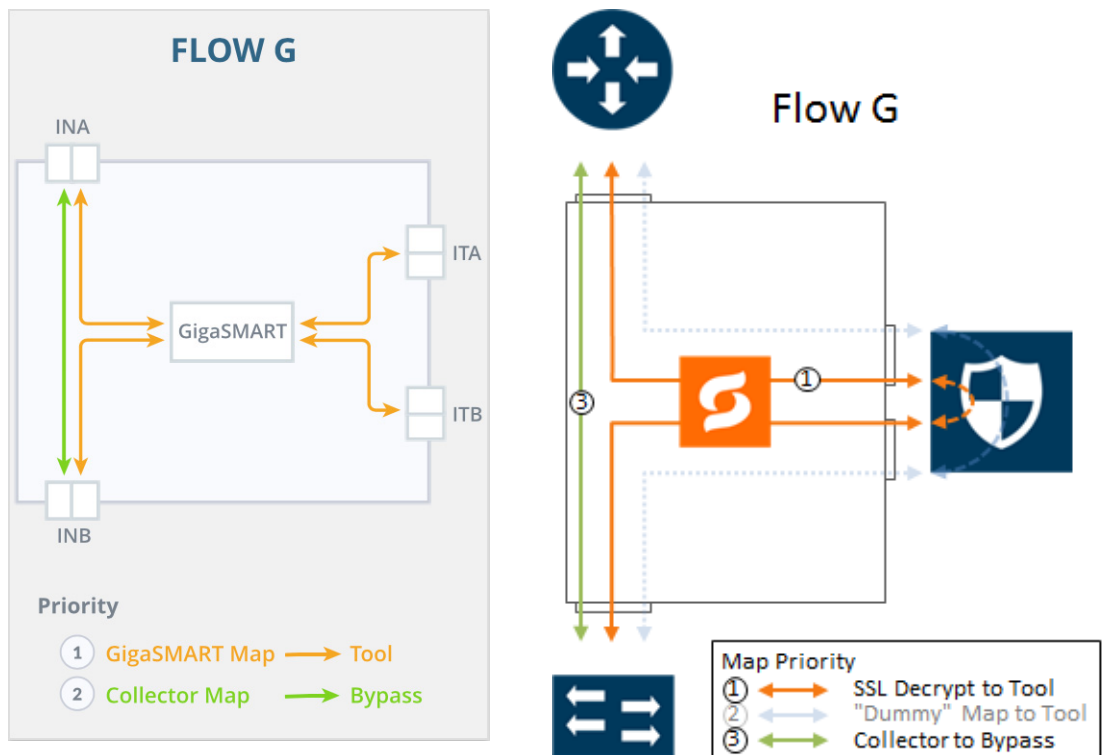 FLOW G
INA
ITA
GigaSMART
ITB
INB
Priority
1 GigaSMART Map Tool
2 Collector Map Bypass
Flow G
1
3
Map Priority
1 SSL Decrypt to Tool
2 "Dummy" Map to Tool
3 Collector to Bypass